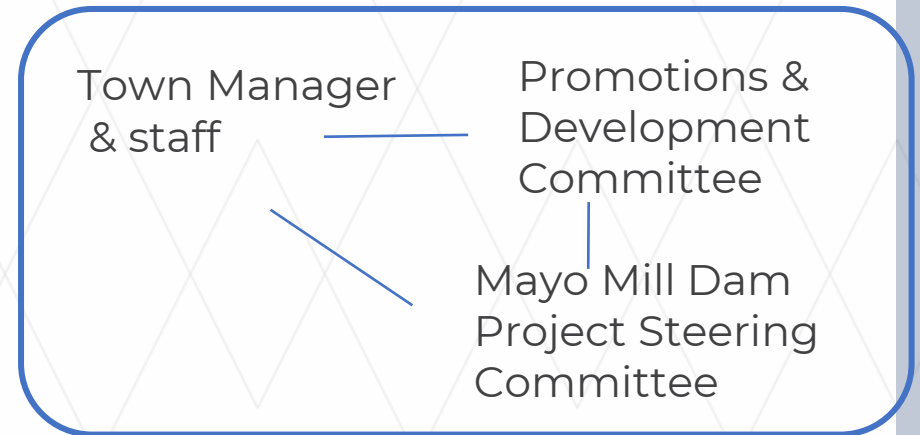 Town Manager
& staff
Promotions &
Development
Committee
Mayo Mill Dam
Project Steering
Committee